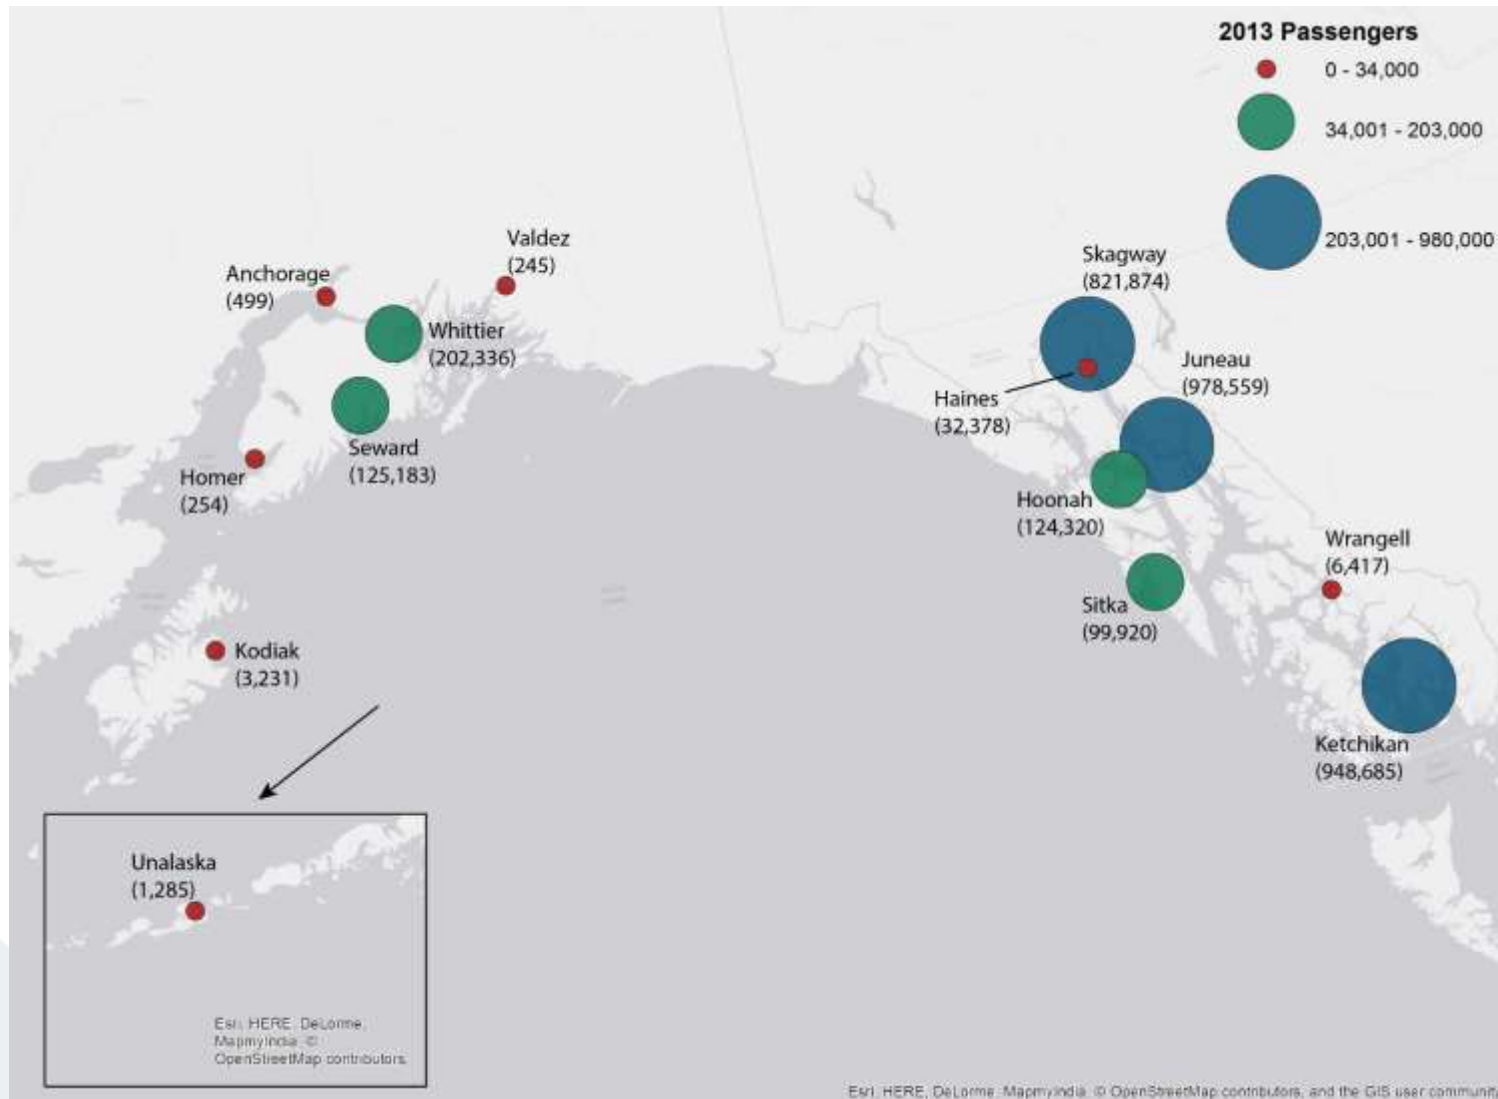 2013 Passengers
0 - 34,000
34,001 - 203,000
203,001 - 980,000
Valdez
(245)
Anchorage
(499)
Whittier
(202,336)
Seward
(125,183)
Homer
(254)
Kodiak
(3,231)
Skagway
(821,874)
Juneau
(978,559)
Haines
(32,378)
Hoonah
(124,320)
Wrangell
(6,417)
Sitka
(99,920)
Ketchikan
(948,685)
Unalaska
(1,285)
Esri, HERE, DeLorme,
MapmyIndia, ©
OpenStreetMap contributors,
Esri, HERE, DeLorme, MapmyIndia, © OpenStreetMap contributors, and the GIS user community